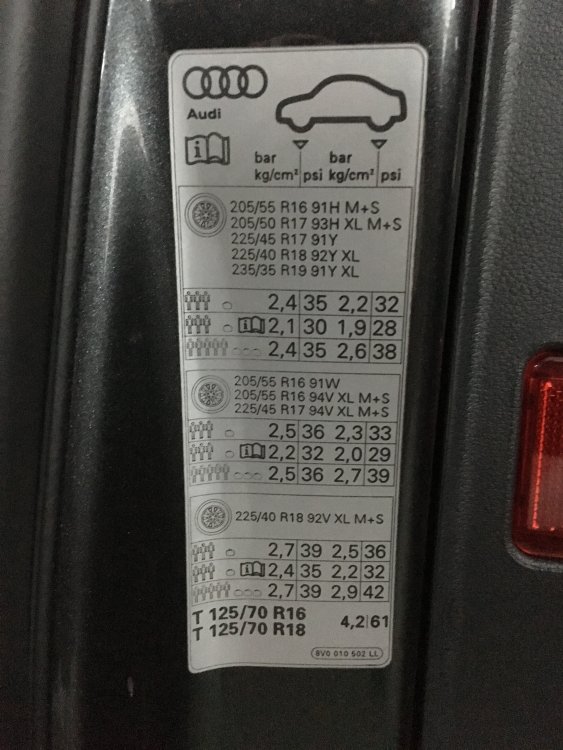 Audi
bar bar
kg/cm² psi kg/cm² psi
205/55 R16 91H M+S
205/50 R17 93H XL M+S
225/45 R17 91Y
225/40 R18 92Y XL
235/35 R19 91Y XL
2,4 35 2,2 32
i 2,1 30 1,9 28
2,4 35 2,6 38
205/55 R16 91W
205/55 R16 94V XL M+S
225/45 R17 94V XL M+S
2,5 36 2,3 33
i 2,2 32 2,0 29
2,5 36 2,7 39
225/40 R18 92V XL M+S
2,7 39 2,5 36
i 2,4 35 2,2 32
2,7 39 2,9 42
T 125/70 R16
T 125/70 R18
4,2 61
8V0 010 502 LL